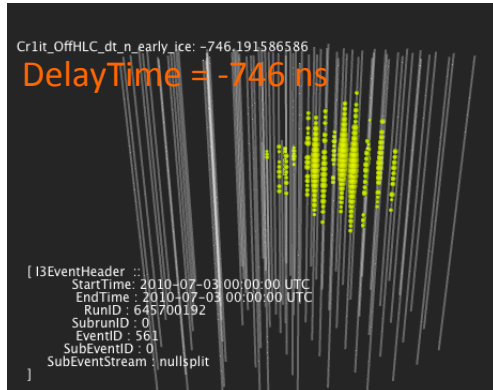 Cr1it_OffHLC_dt_n_early_ice: -746.191586586
DelayTime = -746 ns
[ I3EventHeader ::
StartTime: 2010-07-03 00:00:00 UTC
EndTime : 2010-07-03 00:00:00 UTC
RunID : 645700192
SubrunID : 0
EventID : 561
SubEventID : 0
SubEventStream : nullsplit
]